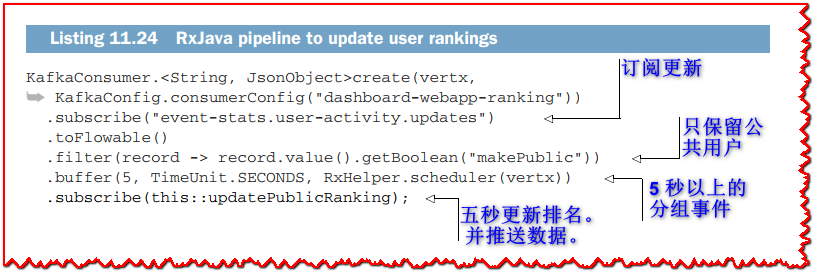 Listing 11.24 RxJava pipeline to update user rankings
KafkaConsumer.<String, JsonObject>create(vertx,
KafkaConfig.consumerConfig("dashboard-webapp-ranking"))
.subscribe("event-stats.user-activity.updates")
.toFlowable()
.filter(record -> record.value().getBoolean("makePublic"))
.buffer(5, TimeUnit.SECONDS, RxHelper.scheduler(vertx))
.subscribe(this::updatePublicRanking);
订阅更新
只保留公
共用户
5 秒以上的
分组事件
五秒更新排名。
并推送数据。